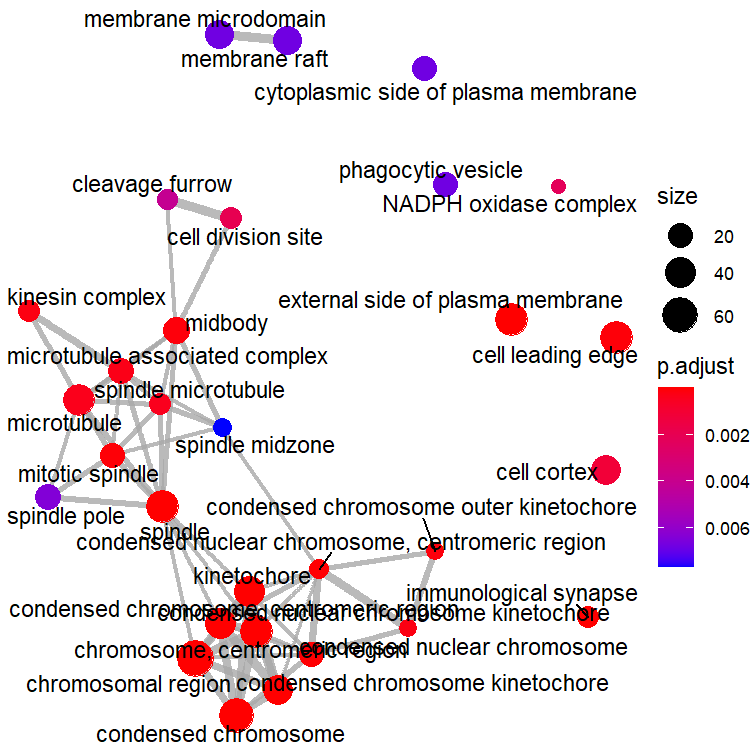 membrane microdomain
membrane raft
cytoplasmic side of plasma membrane
phagocytic vesicle
cleavage furrow
NADPH oxidase complex
size
cell division site
20
40
kinesin complex
external side of plasma membrane
60
midbody
microtubule associated complex
cell leading edge
p.adjust
spindle microtubule
microtubule
0.002
spindle midzone
mitotic spindle
cell cortex
0.004
spindle pole
condensed chromosome outer kinetochore
spindle
0.006
condensed nuclear chromosome, centromeric region
kinetochore
immunological synapse
condensed chromosome, centromeric region
condensed nuclear chromosome kinetochore
chromosome, centromeric region
condensed nuclear chromosome
chromosomal region
condensed chromosome kinetochore
condensed chromosome